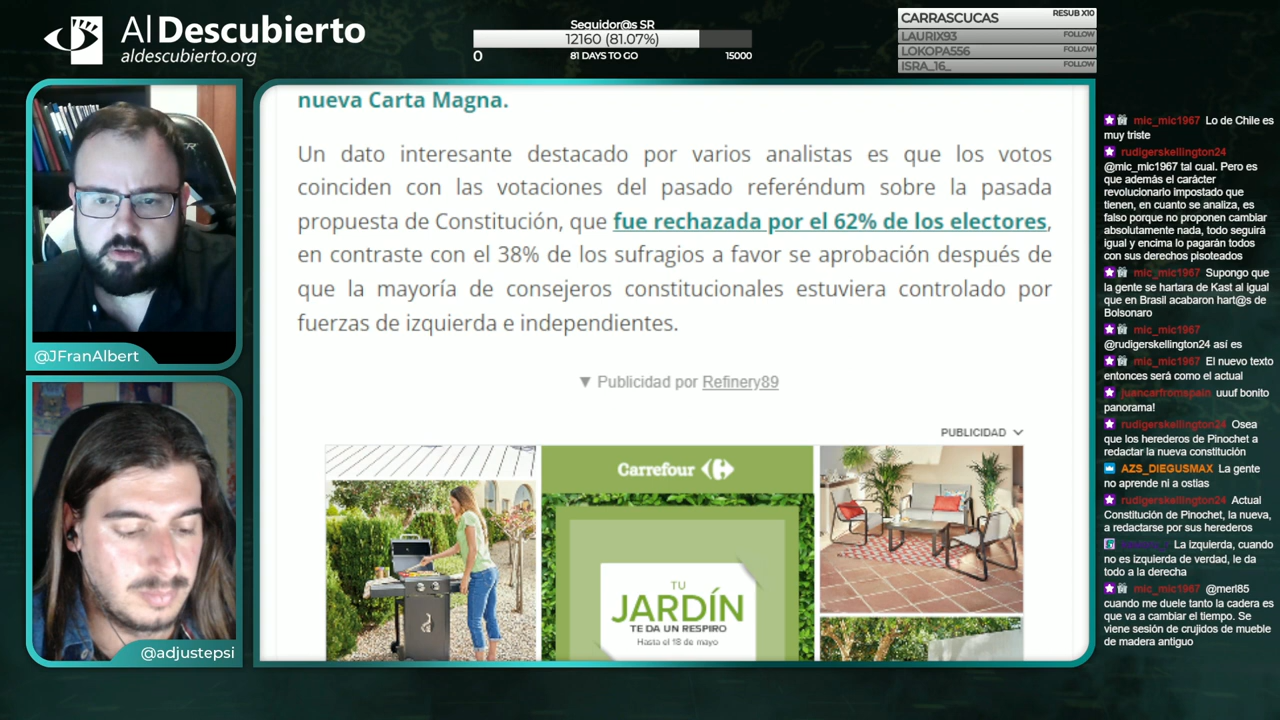 Al Descubierto
aldescubierto.org
Seguidor@s SR
12160 (81.07%)
0
81 DAYS TO GO
15000
CARRASCUCAS
RESUB X10
LAURIX93
FOLLOW
LOKOPA556
FOLLOW
ISRA_16_
FOLLOW
@JFranAlbert
@adjustepsi
nueva Carta Magna.
Un dato interesante destacado por varios analistas es que los votos
coinciden con las votaciones del pasado referéndum sobre la pasada
propuesta de Constitución, que fue rechazada por el 62% de los electores,
en contraste con el 38% de los sufragios a favor se aprobación después de
que la mayoría de consejeros constitucionales estuviera controlado por
fuerzas de izquierda e independientes.
▼ Publicidad por Refinery89
PUBLICIDAD
Carrefour
TU
JARDÍN
TE DA UN RESPIRO
Hasta el 18 de mayo
mic_mic1967 Lo de Chile es
muy triste
rudigerskellington24
@mic_mic1967 tal cual. Pero es
que además el carácter
revolucionario impostado que
tienen, en cuanto se analiza, es
falso porque no proponen cambiar
absolutamente nada, todo seguirá
igual y encima lo pagarán todos
con sus derechos pisoteados
mic_mic1967 Supongo que
la gente se hartara de Kast al igual
que en Brasil acabaron hart@s de
Bolsonaro
mic_mic1967
@rudigerskellington24 así es
mic_mic1967 El nuevo texto
entonces será como el actual
juancarfromspain uuuf bonito
panorama!
rudigerskellington24 Osea
que los herederos de Pinochet a
redactar la nueva constitución
AZS_DIEGUSMAX La gente
no aprende ni a ostias
rudigerskellington24 Actual
Constitución de Pinochet, la nueva,
a redactarse por sus herederos
La izquierda, cuando
no es izquierda de verdad, le da
todo a la derecha
mic_mic1967 @merl85
cuando me duele tanto la cadera es
que va a cambiar el tiempo. Se
viene sesión de crujidos de mueble
de madera antiguo